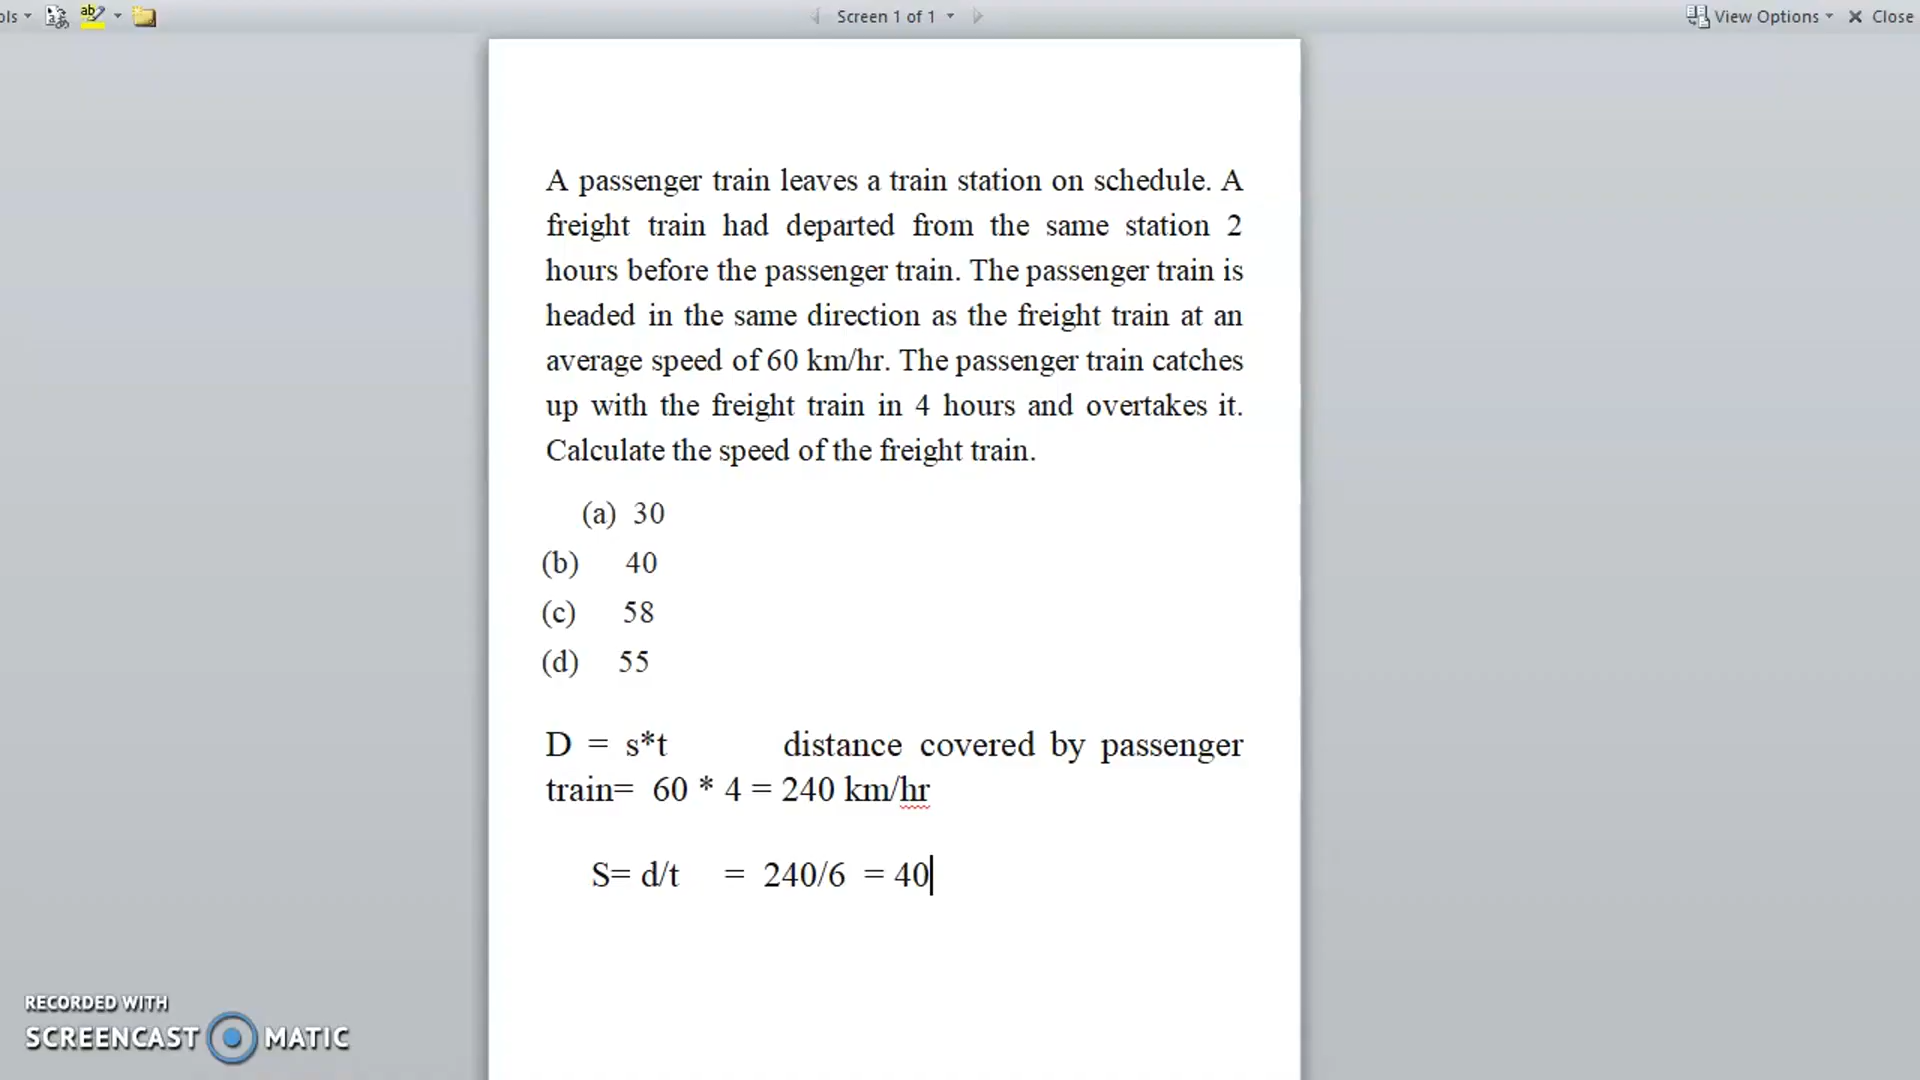 ols
Screen 1 of 1
View Options
Close
A passenger train leaves a train station on schedule. A
freight train had departed from the same station 2
hours before the passenger train. The passenger train is
headed in the same direction as the freight train at an
average speed of 60 km/hr. The passenger train catches
up with the freight train in 4 hours and overtakes it.
Calculate the speed of the freight train.
(a) 30
(b) 40
(c) 58
(d) 55
D = s*t distance covered by passenger
train= 60 * 4 = 240 km/hr
S= d/t = 240/6 = 40
RECORDED WITH
SCREENCAST MATIC